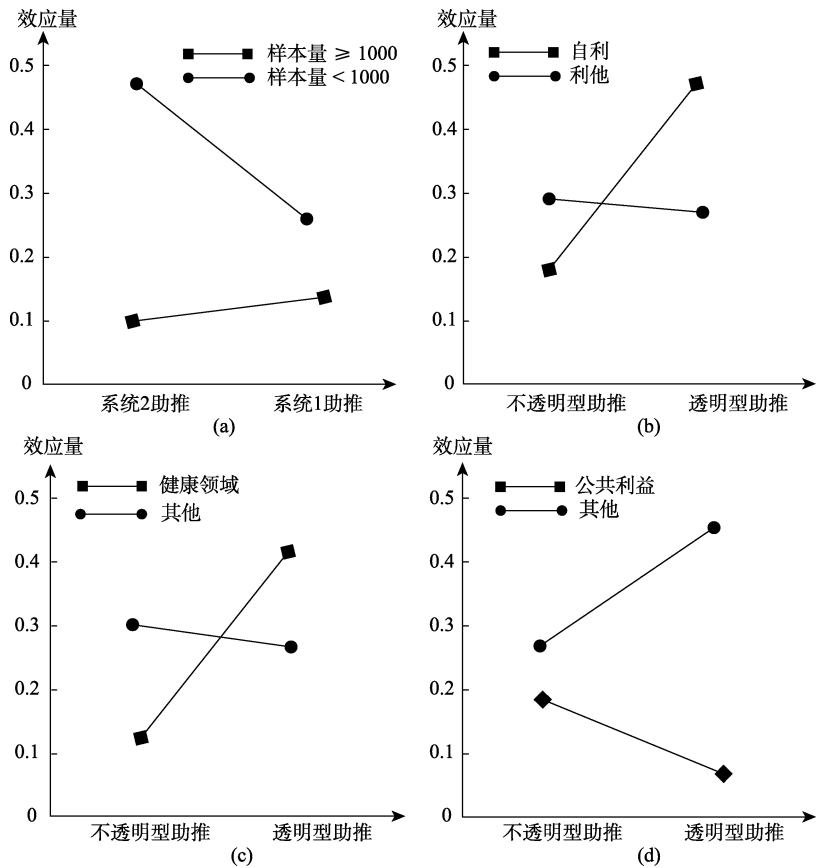 效应量
样本量 ≥ 1000
样本量 < 1000
0.5
0.4
0.3
0.2
0.1
0
系统2助推
系统1助推
(a)
效应量
自利
利他
0.5
0.4
0.3
0.2
0.1
0
不透明型助推
透明型助推
(b)
效应量
健康领域
其他
0.5
0.4
0.3
0.2
0.1
0
不透明型助推
透明型助推
(c)
效应量
公共利益
其他
0.5
0.4
0.3
0.2
0.1
0
不透明型助推
透明型助推
(d)